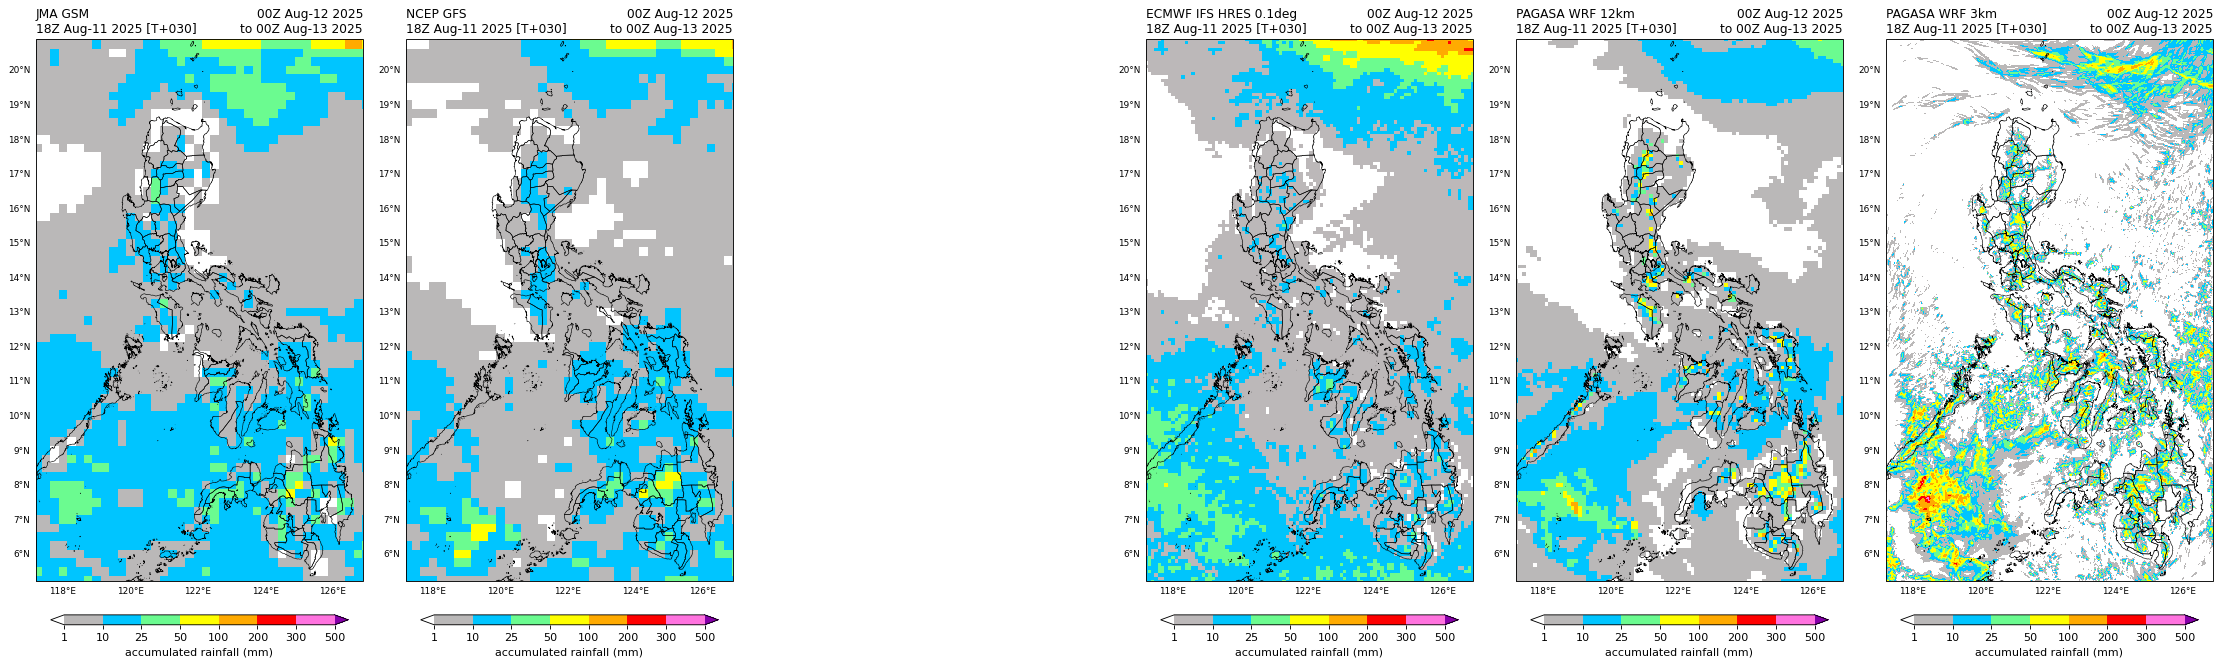 JMA GSM 00Z Aug-12 2025
18Z Aug-11 2025 [T+030] to 00Z Aug-13 2025
20°N
19°N
18°N
17°N
16°N
15°N
14°N
13°N
12°N
11°N
10°N
9°N
8°N
7°N
6°N
118°E 120°E 122°E 124°E 126°E
1 10 25 50 100 200 300 500
accumulated rainfall (mm)
NCEP GFS 00Z Aug-12 2025
18Z Aug-11 2025 [T+030] to 00Z Aug-13 2025
20°N
19°N
18°N
17°N
16°N
15°N
14°N
13°N
12°N
11°N
10°N
9°N
8°N
7°N
6°N
118°E 120°E 122°E 124°E 126°E
1 10 25 50 100 200 300 500
accumulated rainfall (mm)
ECMWF IFS HRES 0.1deg 00Z Aug-12 2025
18Z Aug-11 2025 [T+030] to 00Z Aug-13 2025
20°N
19°N
18°N
17°N
16°N
15°N
14°N
13°N
12°N
11°N
10°N
9°N
8°N
7°N
6°N
118°E 120°E 122°E 124°E 126°E
1 10 25 50 100 200 300 500
accumulated rainfall (mm)
PAGASA WRF 12km 00Z Aug-12 2025
18Z Aug-11 2025 [T+030] to 00Z Aug-13 2025
20°N
19°N
18°N
17°N
16°N
15°N
14°N
13°N
12°N
11°N
10°N
9°N
8°N
7°N
6°N
118°E 120°E 122°E 124°E 126°E
1 10 25 50 100 200 300 500
accumulated rainfall (mm)
PAGASA WRF 3km 00Z Aug-12 2025
18Z Aug-11 2025 [T+030] to 00Z Aug-13 2025
20°N
19°N
18°N
17°N
16°N
15°N
14°N
13°N
12°N
11°N
10°N
9°N
8°N
7°N
6°N
118°E 120°E 122°E 124°E 126°E
1 10 25 50 100 200 300 500
accumulated rainfall (mm)